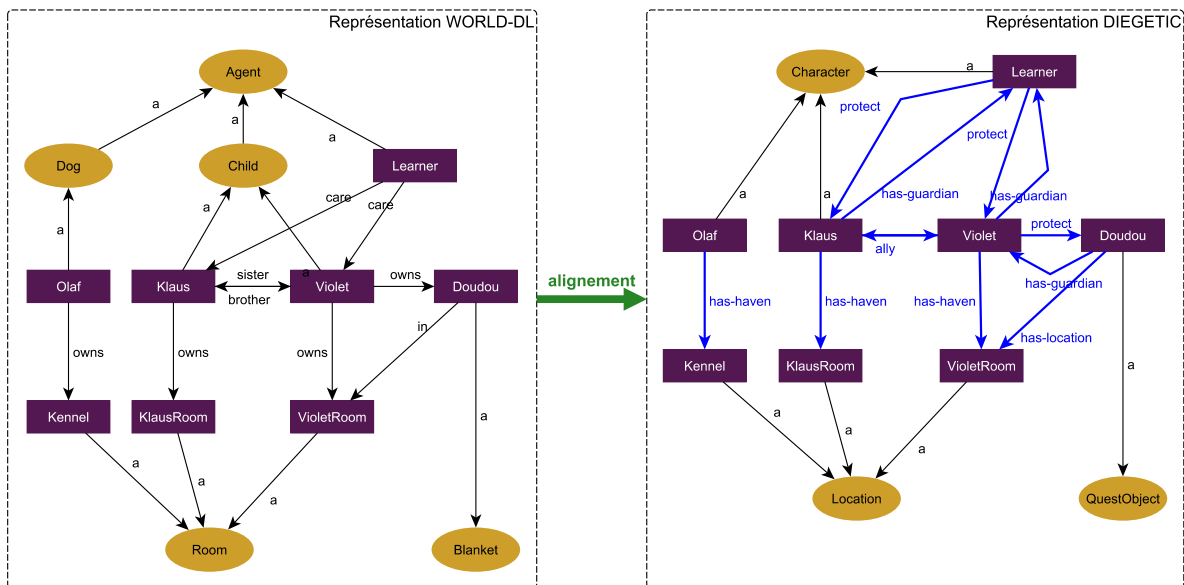 Représentation WORLD-DL
Agent
a
a
a
Dog
Child
Learner
a
a
care
care
Olaf
Klaus
sister
brother
a
Violet
owns
Doudou
owns
owns
owns
in
a
Kennel
KlausRoom
VioletRoom
a
a
a
Room
Blanket
alignement
Représentation DIEGETIC
Character
a
Learner
protect
protect
a
a
has-guardian
has-guardian
Olaf
Klaus
ally
Violet
protect
Doudou
has-guardian
has-haven
has-haven
has-haven
has-location
a
Kennel
KlausRoom
VioletRoom
a
a
a
Location
QuestObject